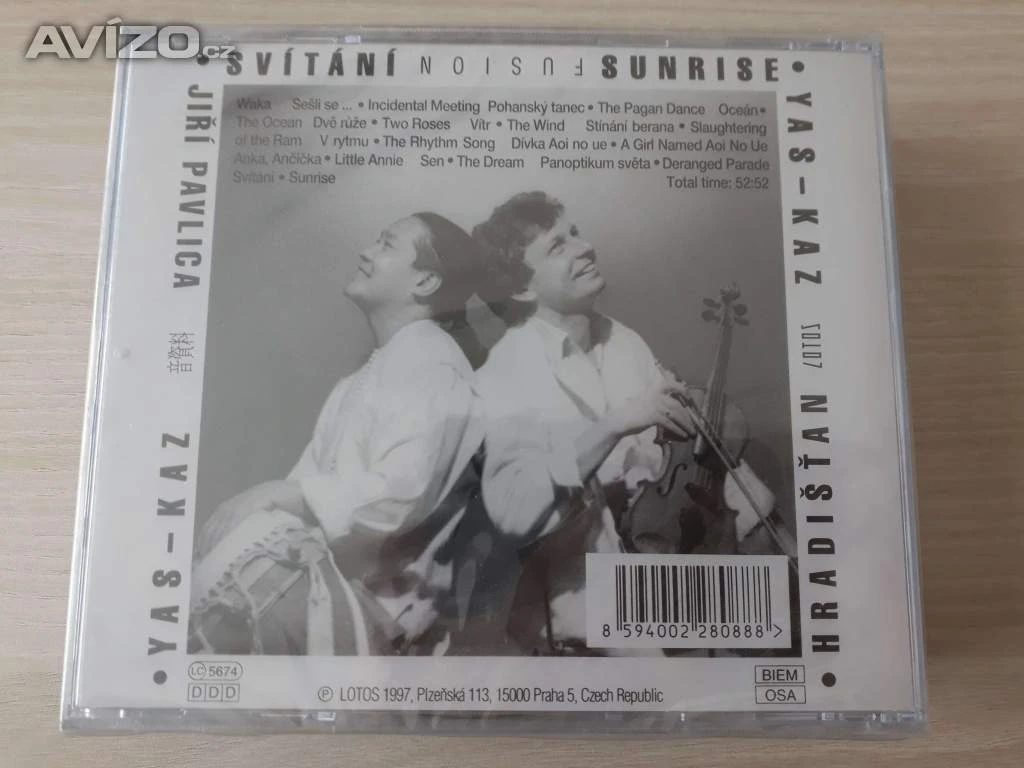 AVÍZO.cz
• SVÍTÁNÍ FUSION SUNRISE •
JIŘÍ PAVLICA
YAS-KAZ
Waka Sešli se ... • Incidental Meeting Pohanský tanec • The Pagan Dance Oceán •
The Ocean Dvě růže • Two Roses Vítr • The Wind Stínání berana • Slaughtering
of the Ram V rytmu • The Rhythm Song Dívka Aoi no ue • A Girl Named Aoi No Ue
Anka, Ančička • Little Annie Sen • The Dream Panoptikum světa • Deranged Parade
Svítání • Sunrise Total time: 52:52
音資料
• YAS-KAZ
HRADIŠŤAN •
8 594002 280888 >
LC 5674
DDD
Ⓟ LOTOS 1997, Plzeňská 113, 15000 Praha 5, Czech Republic
BIEM
OSA